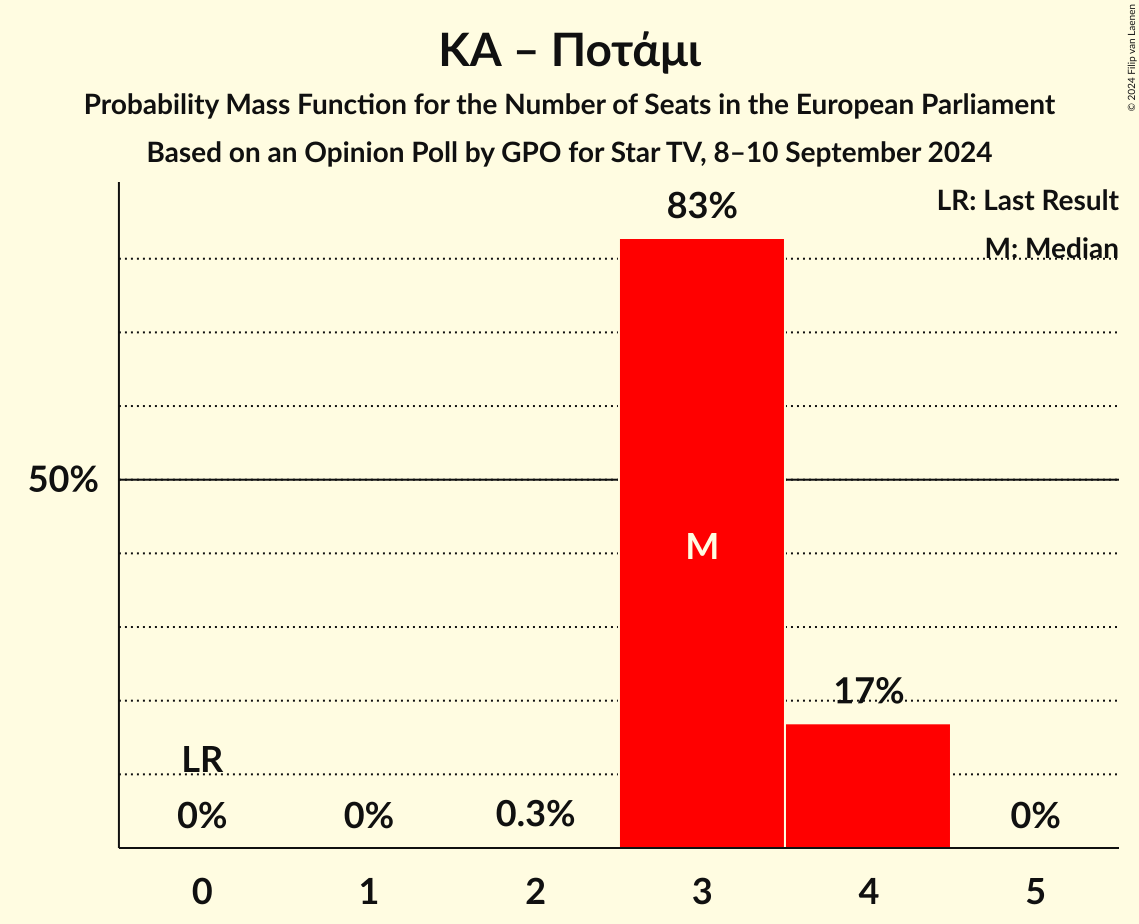 ΚΑ – Ποτάμι
Probability Mass Function for the Number of Seats in the European Parliament
Based on an Opinion Poll by GPO for Star TV, 8–10 September 2024
© 2024 Filip van Laenen
LR: Last Result
M: Median
83%
50%
M
17%
LR
0%
0%
0.3%
0%
0
1
2
3
4
5